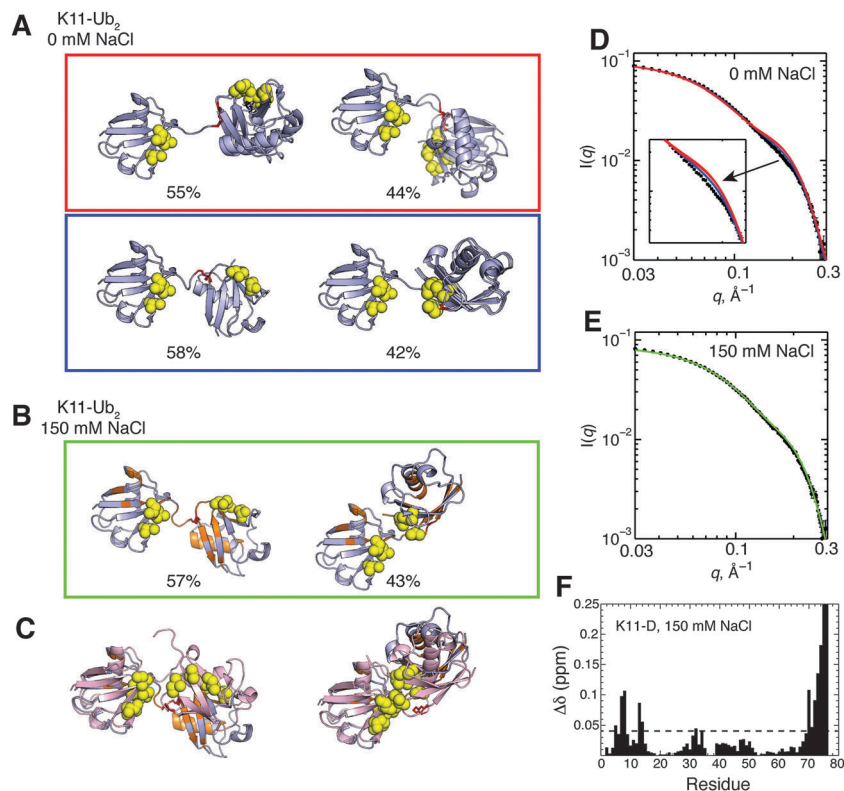 A
K11-Ub2
0 mM NaCl
55%
44%
58%
42%
B
K11-Ub2
150 mM NaCl
57%
43%
C
D
0 mM NaCl
I(q)
10−1
10−2
10−3
0.03
0.1
0.3
q, Å−1
E
150 mM NaCl
I(q)
10−1
10−2
10−3
0.03
0.1
0.3
q, Å−1
F
K11-D, 150 mM NaCl
Δδ (ppm)
0.25
0.2
0.15
0.1
0.05
0 10 20 30 40 50 60 70 80
Residue